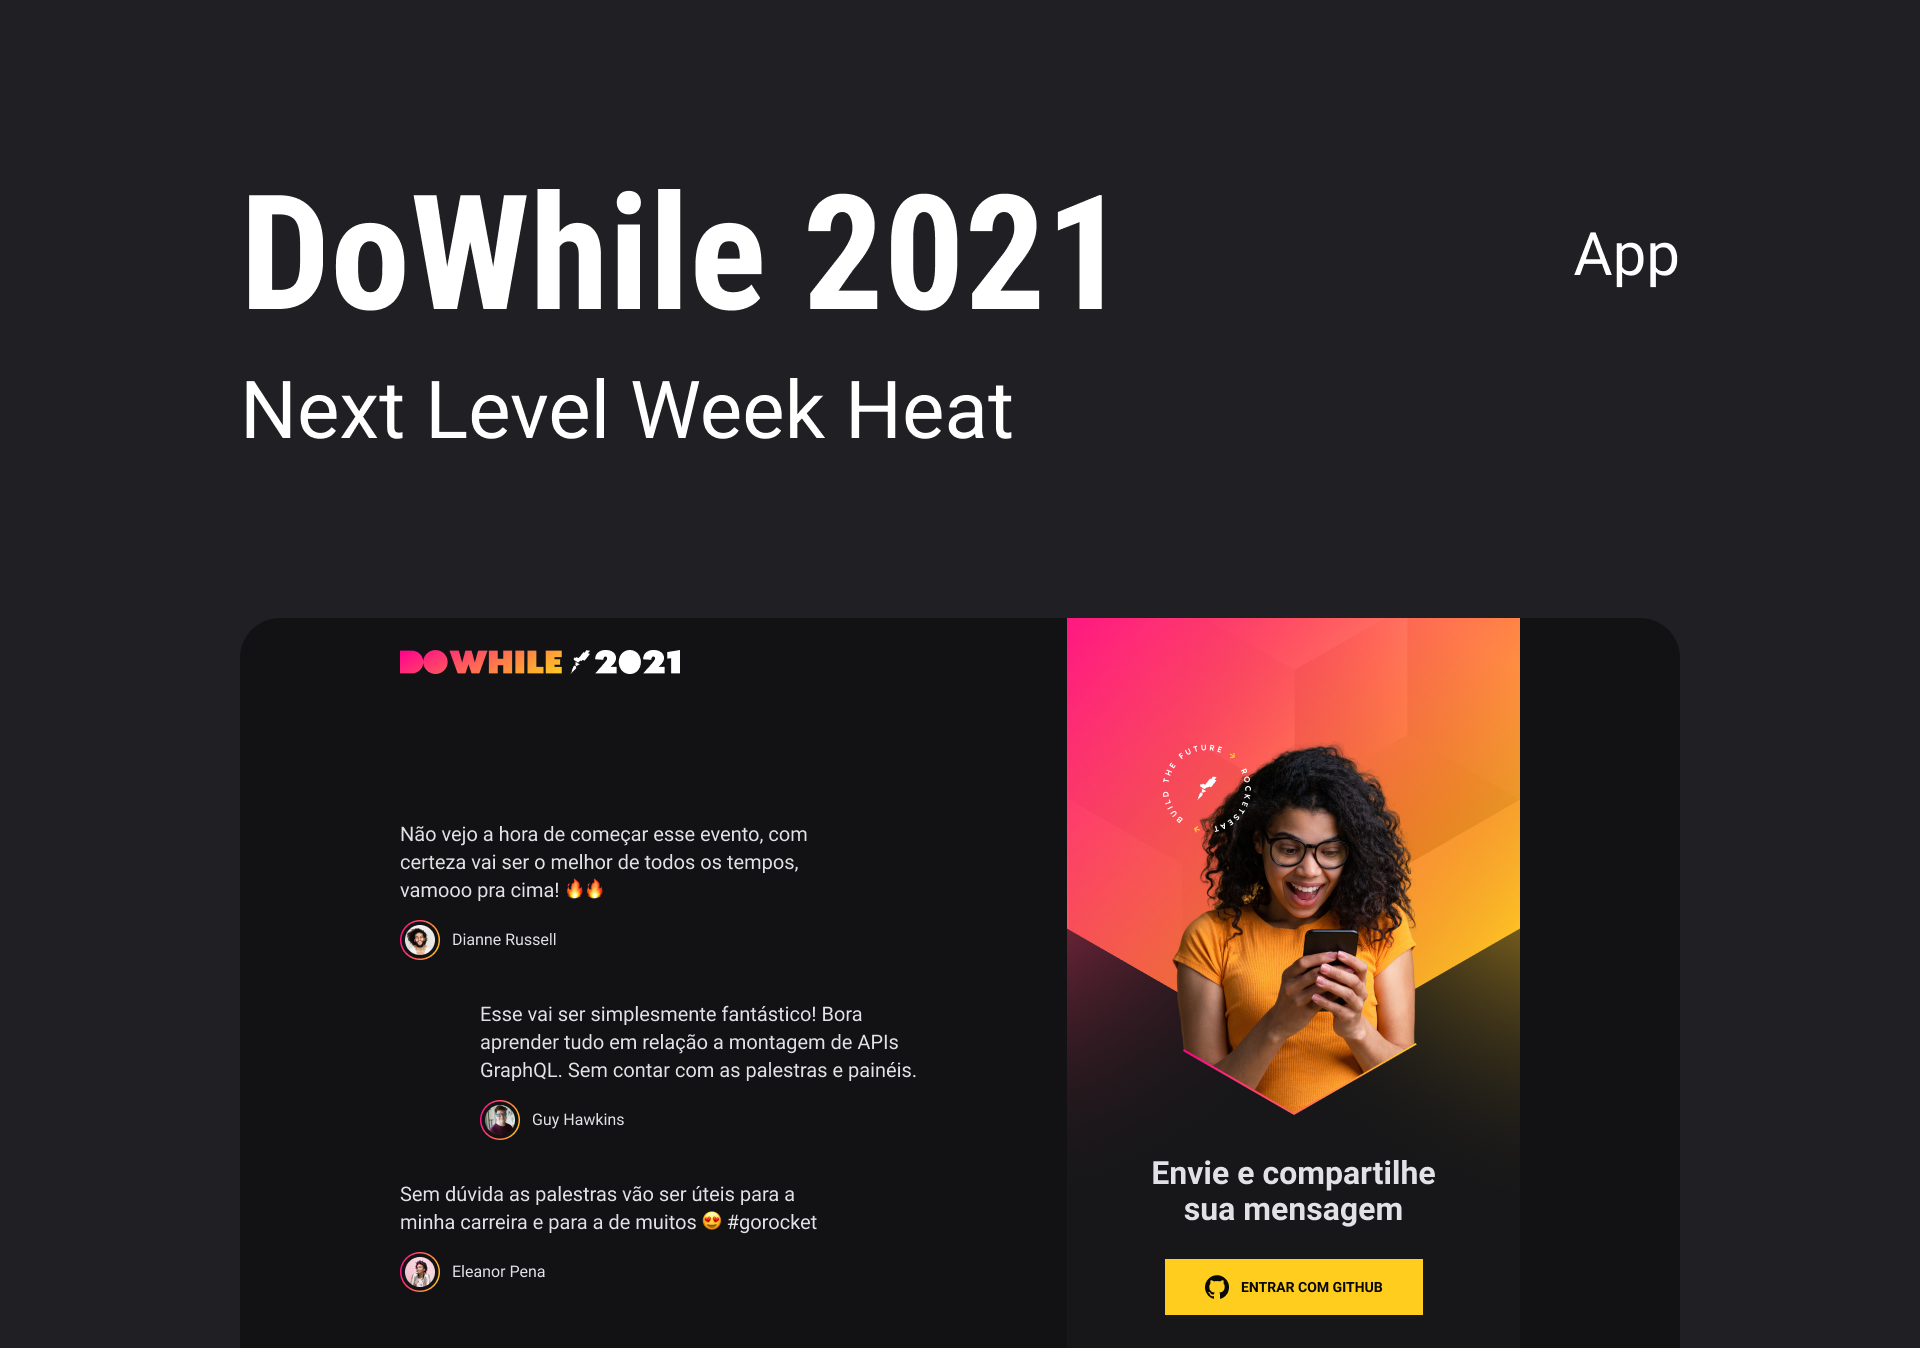 DoWhile 2021
App
Next Level Week Heat
DOWHILE 2021
Não vejo a hora de começar esse evento, com
certeza vai ser o melhor de todos os tempos,
vamooo pra cima! 🔥🔥
Dianne Russell
Esse vai ser simplesmente fantástico! Bora
aprender tudo em relação a montagem de APIs
GraphQL. Sem contar com as palestras e painéis.
Guy Hawkins
Sem dúvida as palestras vão ser úteis para a
minha carreira e para a de muitos 😍 #gorocket
Eleanor Pena
BUILD THE FUTURE → ROCKETSEAT →
Envie e compartilhe
sua mensagem
ENTRAR COM GITHUB